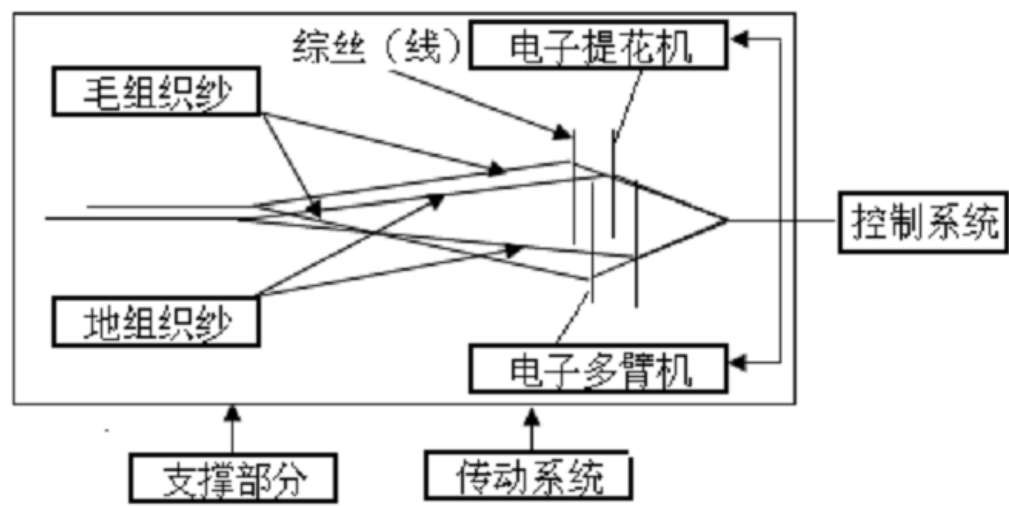 综丝（线）
电子提花机
毛组织纱
控制系统
地组织纱
电子多臂机
支撑部分
传动系统